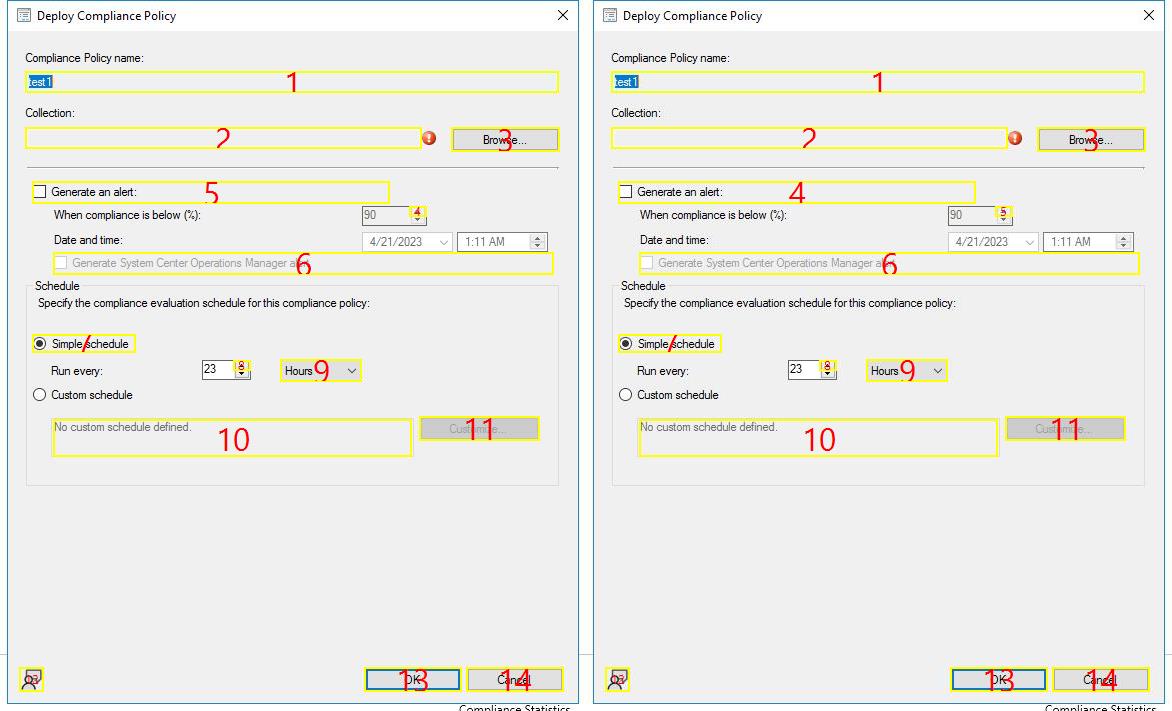 Deploy Compliance Policy
Compliance Policy name:
test1
1
Collection:
2
Browse...
3
Generate an alert:
5
When compliance is below (%):
90
4
Date and time:
4/21/2023
1:11 AM
Generate System Center Operations Manager alert
6
Schedule
Specify the compliance evaluation schedule for this compliance policy:
Simple schedule
7
Run every:
23
8
Hours
9
Custom schedule
No custom schedule defined.
10
Customize...
11
OK
13
Cancel
14
Compliance Statistics
Deploy Compliance Policy
Compliance Policy name:
test1
1
Collection:
2
Browse...
3
Generate an alert:
4
When compliance is below (%):
90
5
Date and time:
4/21/2023
1:11 AM
Generate System Center Operations Manager alert
6
Schedule
Specify the compliance evaluation schedule for this compliance policy:
Simple schedule
7
Run every:
23
8
Hours
9
Custom schedule
No custom schedule defined.
10
Customize...
11
OK
13
Cancel
14
Compliance Statistics